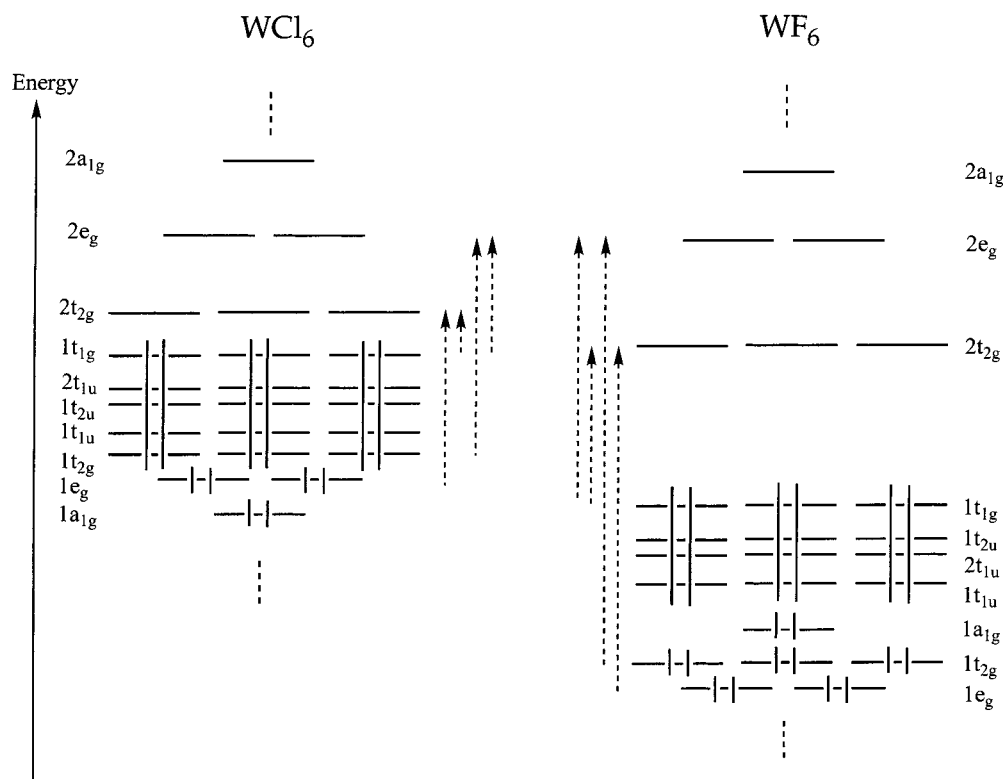 WCl₆
WF₆
Energy
2a₁g
2e_g
2t₂g
1t₁g
2t₁u
1t₂u
1t₁u
1t₂g
1e_g
1a₁g
2a₁g
2e_g
2t₂g
1t₁g
1t₂u
2t₁u
1t₁u
1a₁g
1t₂g
1e_g